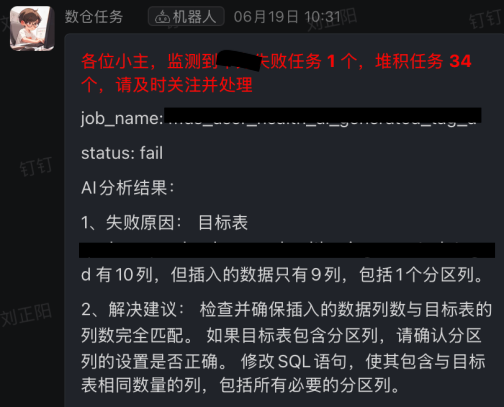 数仓任务 机器人 06月19日 10:31
各位小主，监测到 失败任务 1 个，堆积任务 34
个，请及时关注并处理
job_name:
status: fail
AI分析结果：
1、失败原因： 目标表
d 有10列，但插入的数据只有9列，包括1个分区列。
2、解决建议： 检查并确保插入的数据列数与目标表的
列数完全匹配。 如果目标表包含分区列，请确认分区
列的设置是否正确。 修改SQL语句，使其包含与目标
表相同数量的列，包括所有必要的分区列。
刘正阳
钉钉
钉钉
刘正阳